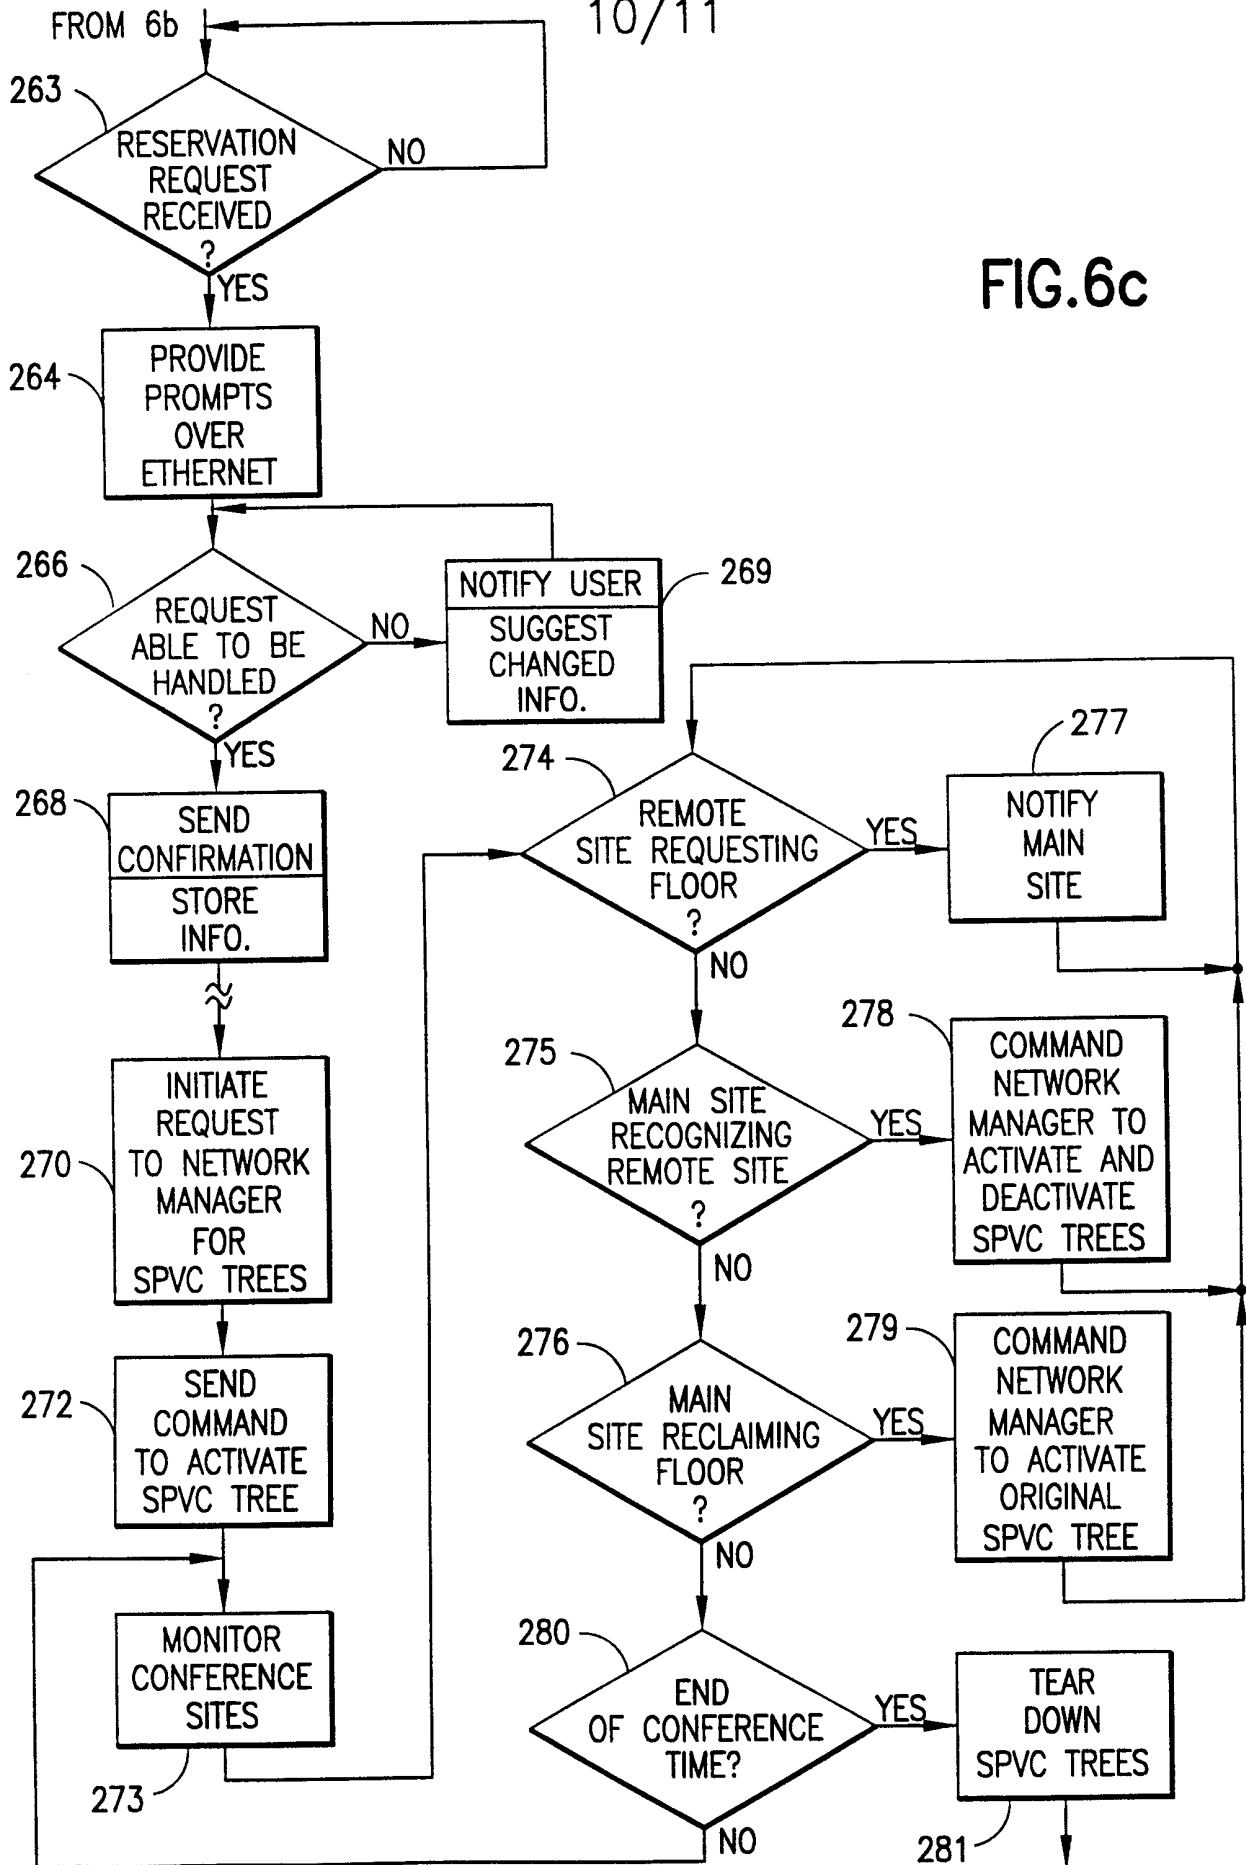 FROM 6b
10/11
263
RESERVATION
REQUEST
RECEIVED
?
NO
YES
FIG.6c
264
PROVIDE
PROMPTS
OVER
ETHERNET
266
REQUEST
ABLE TO BE
HANDLED
?
NO
YES
NOTIFY USER
SUGGEST
CHANGED
INFO.
269
268
SEND
CONFIRMATION
STORE
INFO.
270
INITIATE
REQUEST
TO NETWORK
MANAGER
FOR
SPVC TREES
272
SEND
COMMAND
TO ACTIVATE
SPVC TREE
MONITOR
CONFERENCE
SITES
273
274
REMOTE
SITE REQUESTING
FLOOR
?
YES
NO
277
NOTIFY
MAIN
SITE
275
MAIN SITE
RECOGNIZING
REMOTE SITE
?
YES
NO
278
COMMAND
NETWORK
MANAGER TO
ACTIVATE AND
DEACTIVATE
SPVC TREES
276
MAIN
SITE RECLAIMING
FLOOR
?
YES
NO
279
COMMAND
NETWORK
MANAGER
TO ACTIVATE
ORIGINAL
SPVC TREE
280
END
OF CONFERENCE
TIME?
YES
NO
TEAR
DOWN
SPVC TREES
281